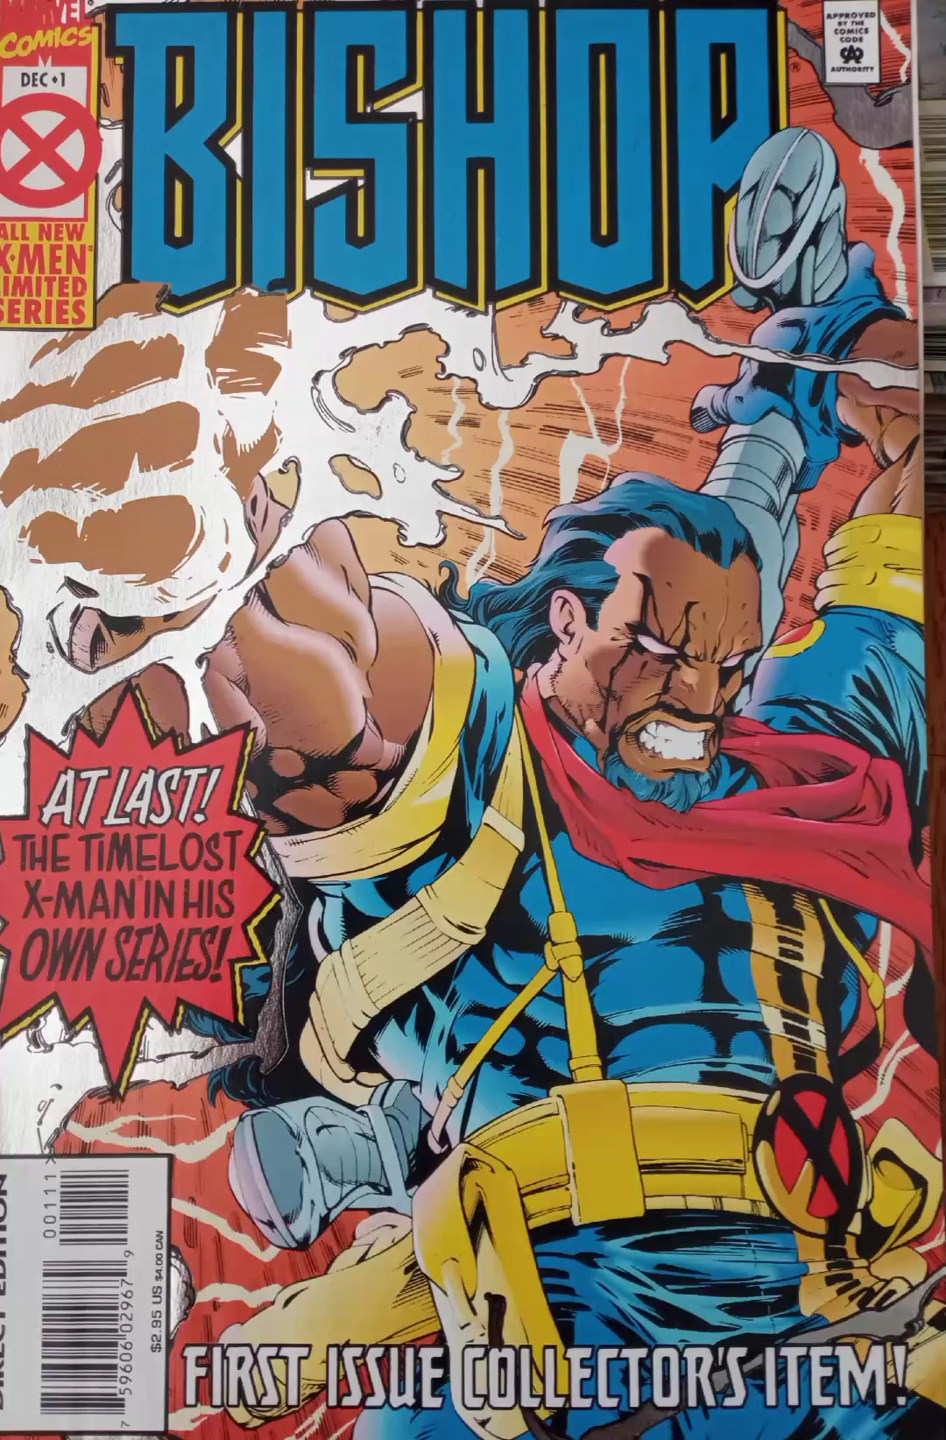 MARVEL
COMICS
DEC • 1
ALL NEW
X-MEN®
LIMITED
SERIES
BISHOP®
APPROVED
BY THE
COMICS
CODE
CA
AUTHORITY
AT LAST!
THE TIMELOST
X-MAN® IN HIS
OWN SERIES!
DIRECT EDITION
00111
7 59606 02967 9
$2.95 US $4.00 CAN
FIRST ISSUE COLLECTOR'S ITEM!